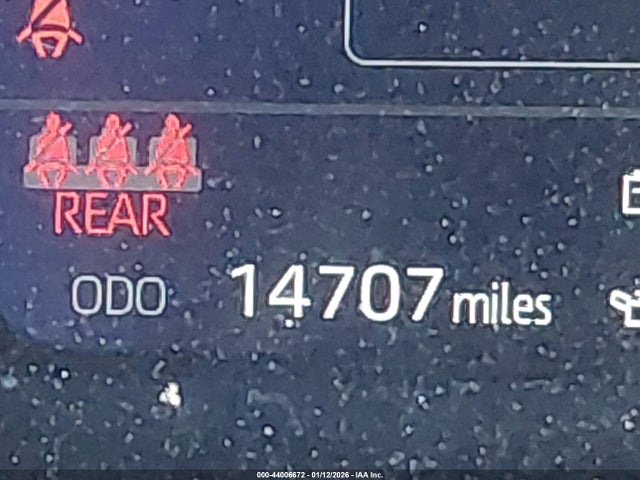 REAR
ODO 14707 miles
000-44006672 - 01/12/2026 - IAA Inc.